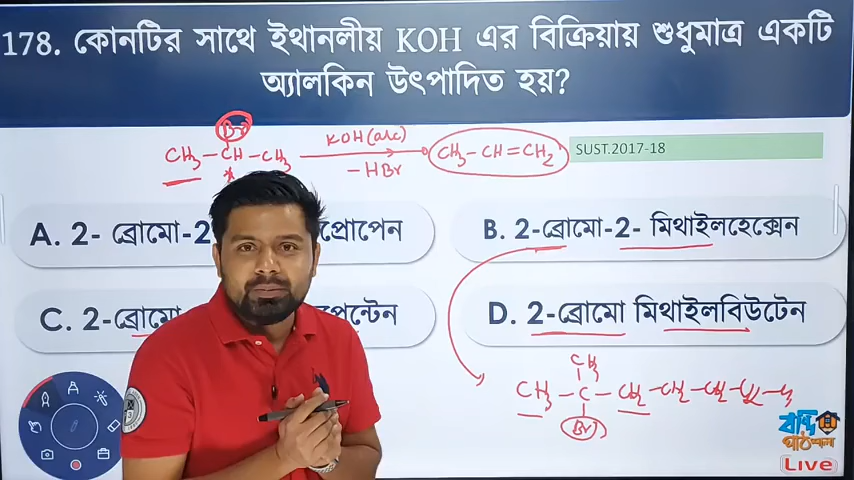 178. কোনটির সাথে ইথানলীয় KOH এর বিক্রিয়ায় শুধুমাত্র একটি
অ্যালকিন উৎপাদিত হয়?
Br
CH3 – CH – CH3 KOH(alc) – HBr CH3 – CH = CH2
SUST.2017-18
A. 2- ব্রোমো-2 প্রোপেন
B. 2-ব্রোমো-2- মিথাইলহেক্সেন
C. 2-ব্রোমো পেন্টেন
D. 2-ব্রোমো মিথাইলবিউটেন
CH3
CH3 – C – CH2 – CH2 – CH2
Br
বন্দি
পাঠশালা
Live